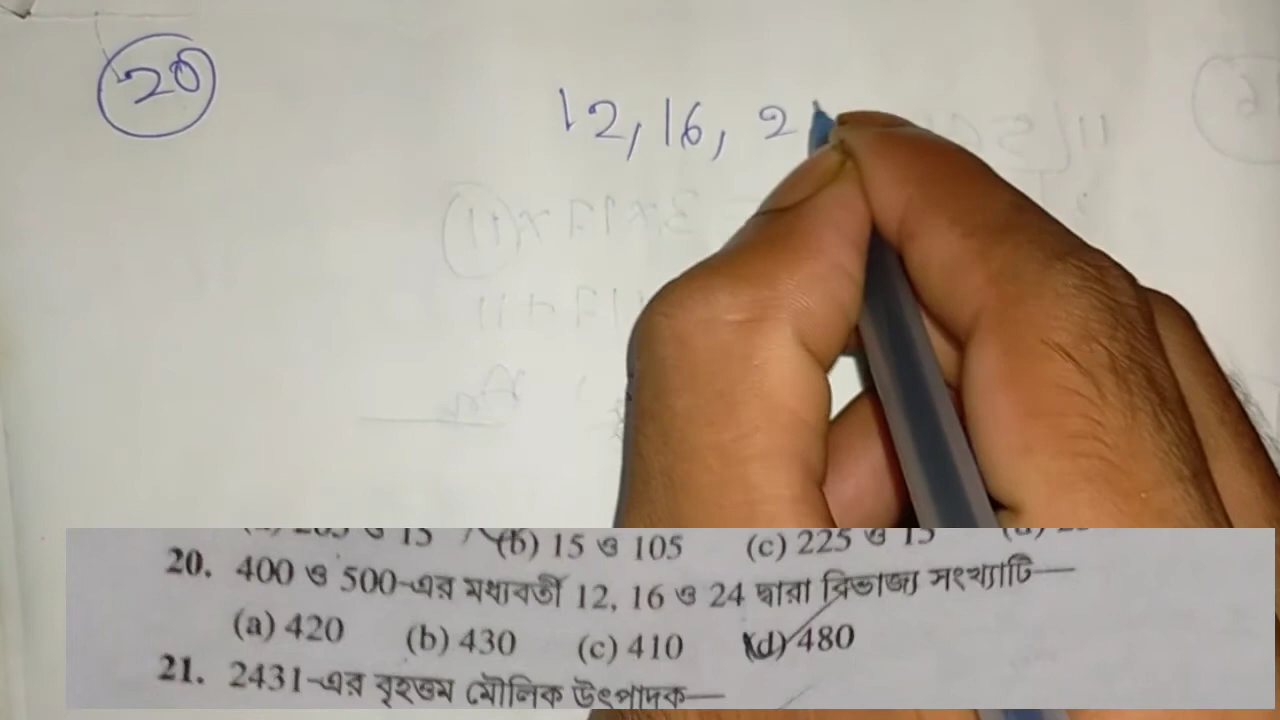 20
12, 16, 2
(b) 15 ও 105 (c) 225 ও 15
20. 400 ও 500-এর মধ্যবর্তী 12, 16 ও 24 দ্বারা বিভাজ্য সংখ্যাটি—
(a) 420 (b) 430 (c) 410 (d) 480
21. 2431-এর বৃহত্তম মৌলিক উৎপাদক—